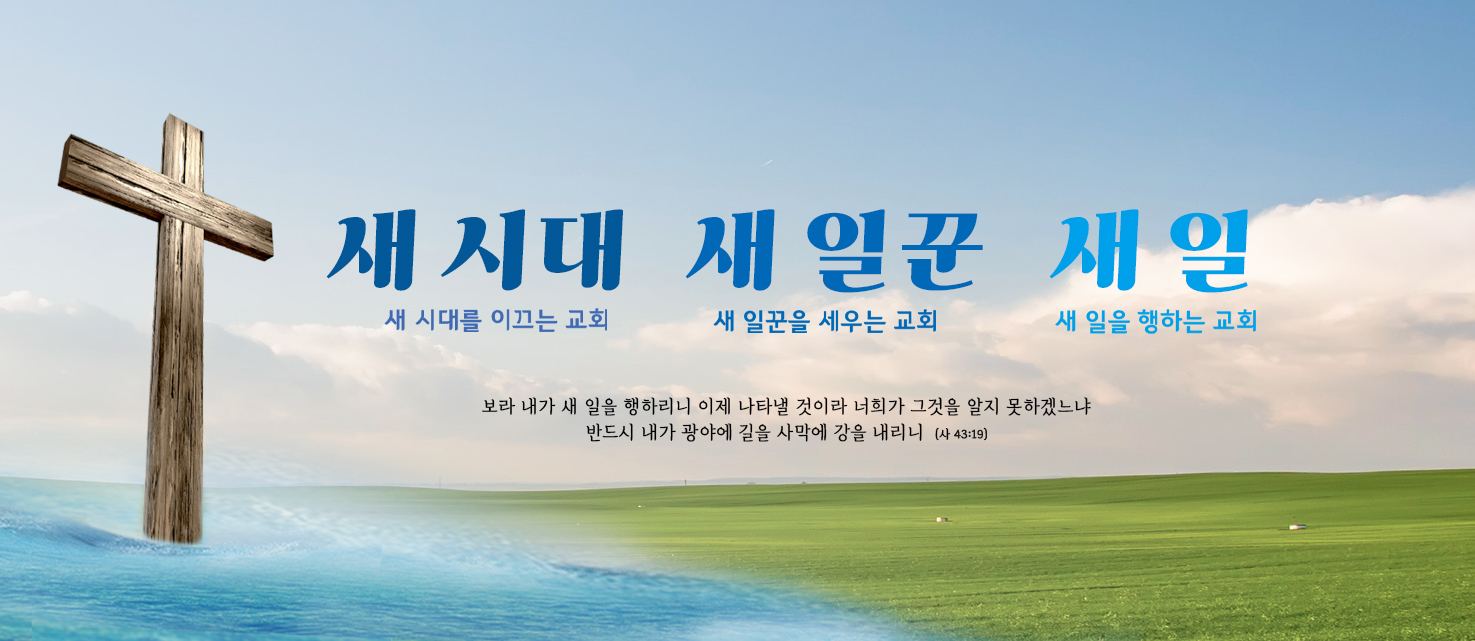 새 시대 새 일꾼 새 일
새 시대를 이끄는 교회 새 일꾼을 세우는 교회 새 일을 행하는 교회
보라 내가 새 일을 행하리니 이제 나타낼 것이라 너희가 그것을 알지 못하겠느냐
반드시 내가 광야에 길을 사막에 강을 내리니 (사 43:19)